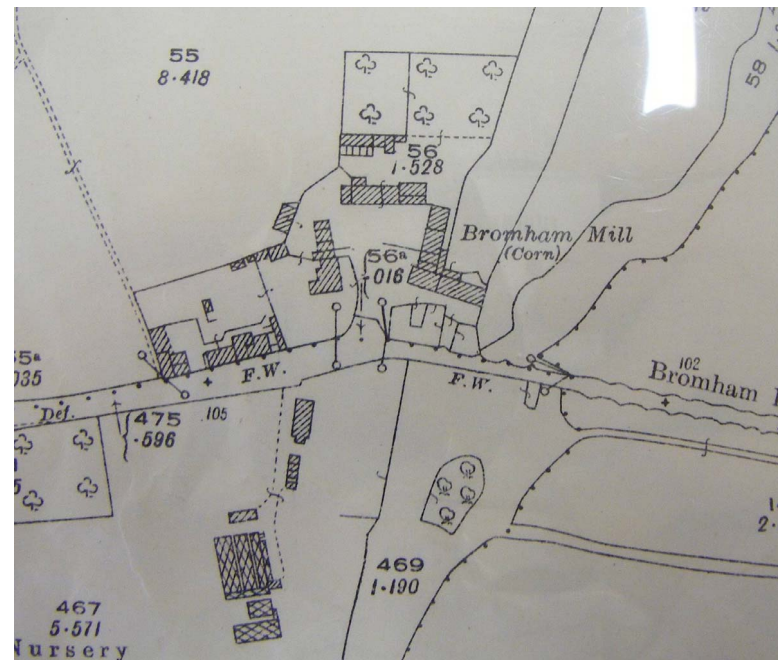 55
8·418
58
56
1·528
Bromham Mill
(Corn)
56ª
·016
F.W.
F.W.
102
Bromham
035
Def.
475
·596
.105
469
1·190
467
5·571
Nursery
2·